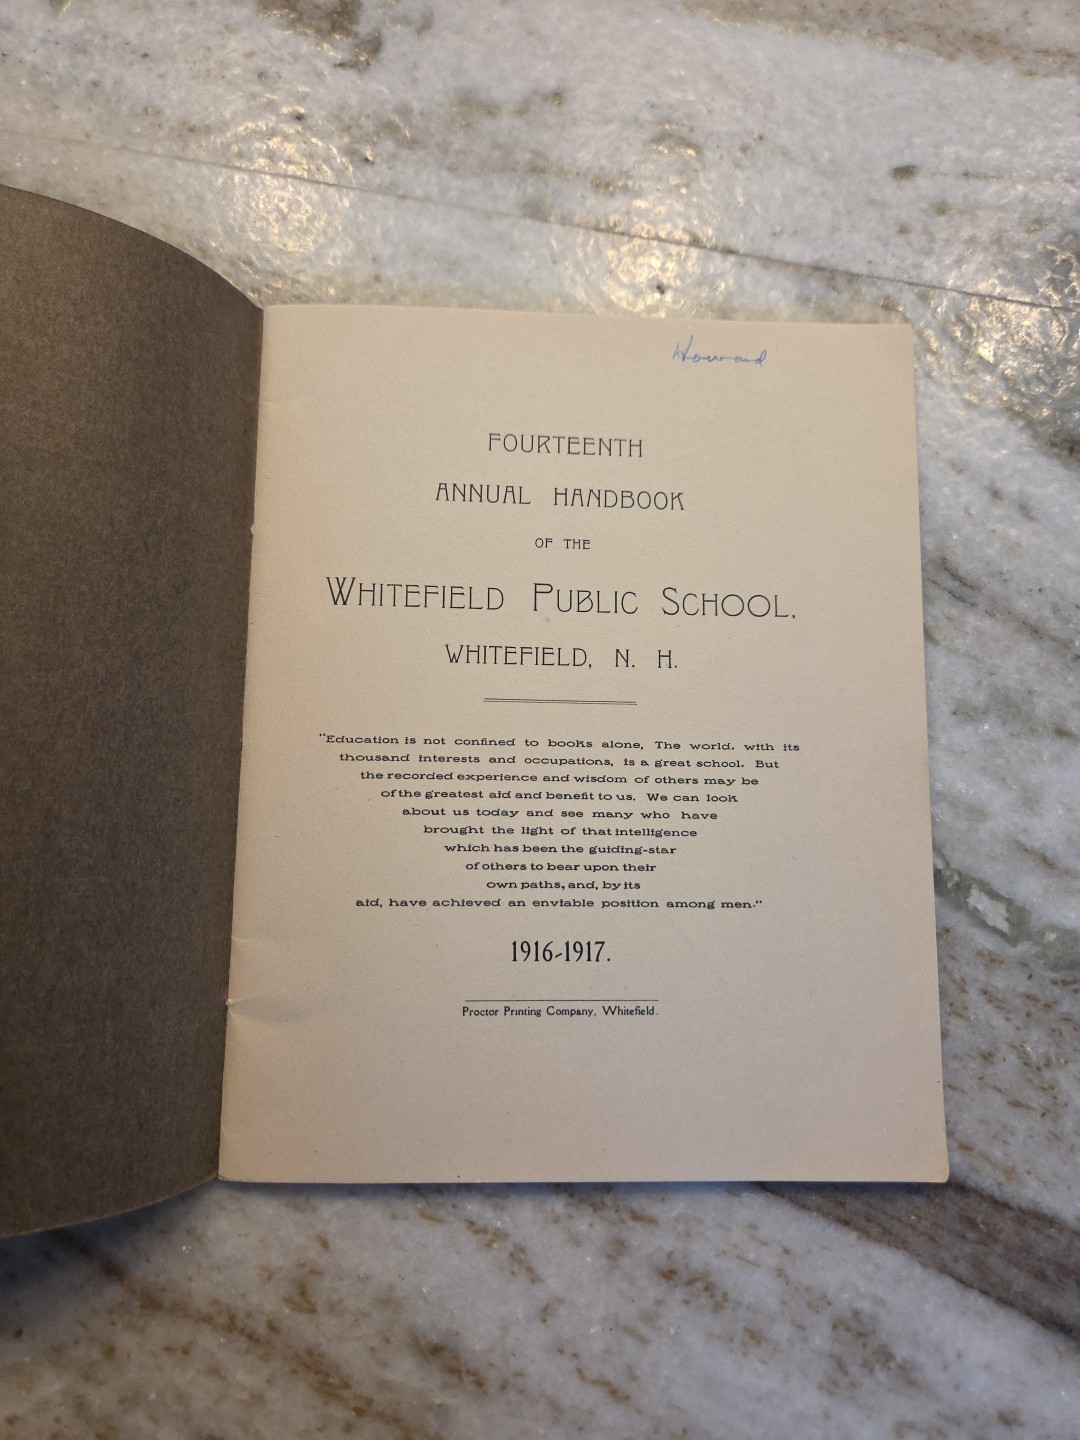 Howard
FOURTEENTH
ANNUAL HANDBOOK
OF THE
WHITEFIELD PUBLIC SCHOOL,
WHITEFIELD, N. H.
"Education is not confined to books alone, The world. with its
thousand interests and occupations, is a great school. But
the recorded experience and wisdom of others may be
of the greatest aid and benefit to us. We can look
about us today and see many who have
brought the light of that intelligence
which has been the guiding-star
of others to bear upon their
own paths, and, by its
aid, have achieved an enviable position among men."
1916-1917.
Proctor Printing Company, Whitefield.